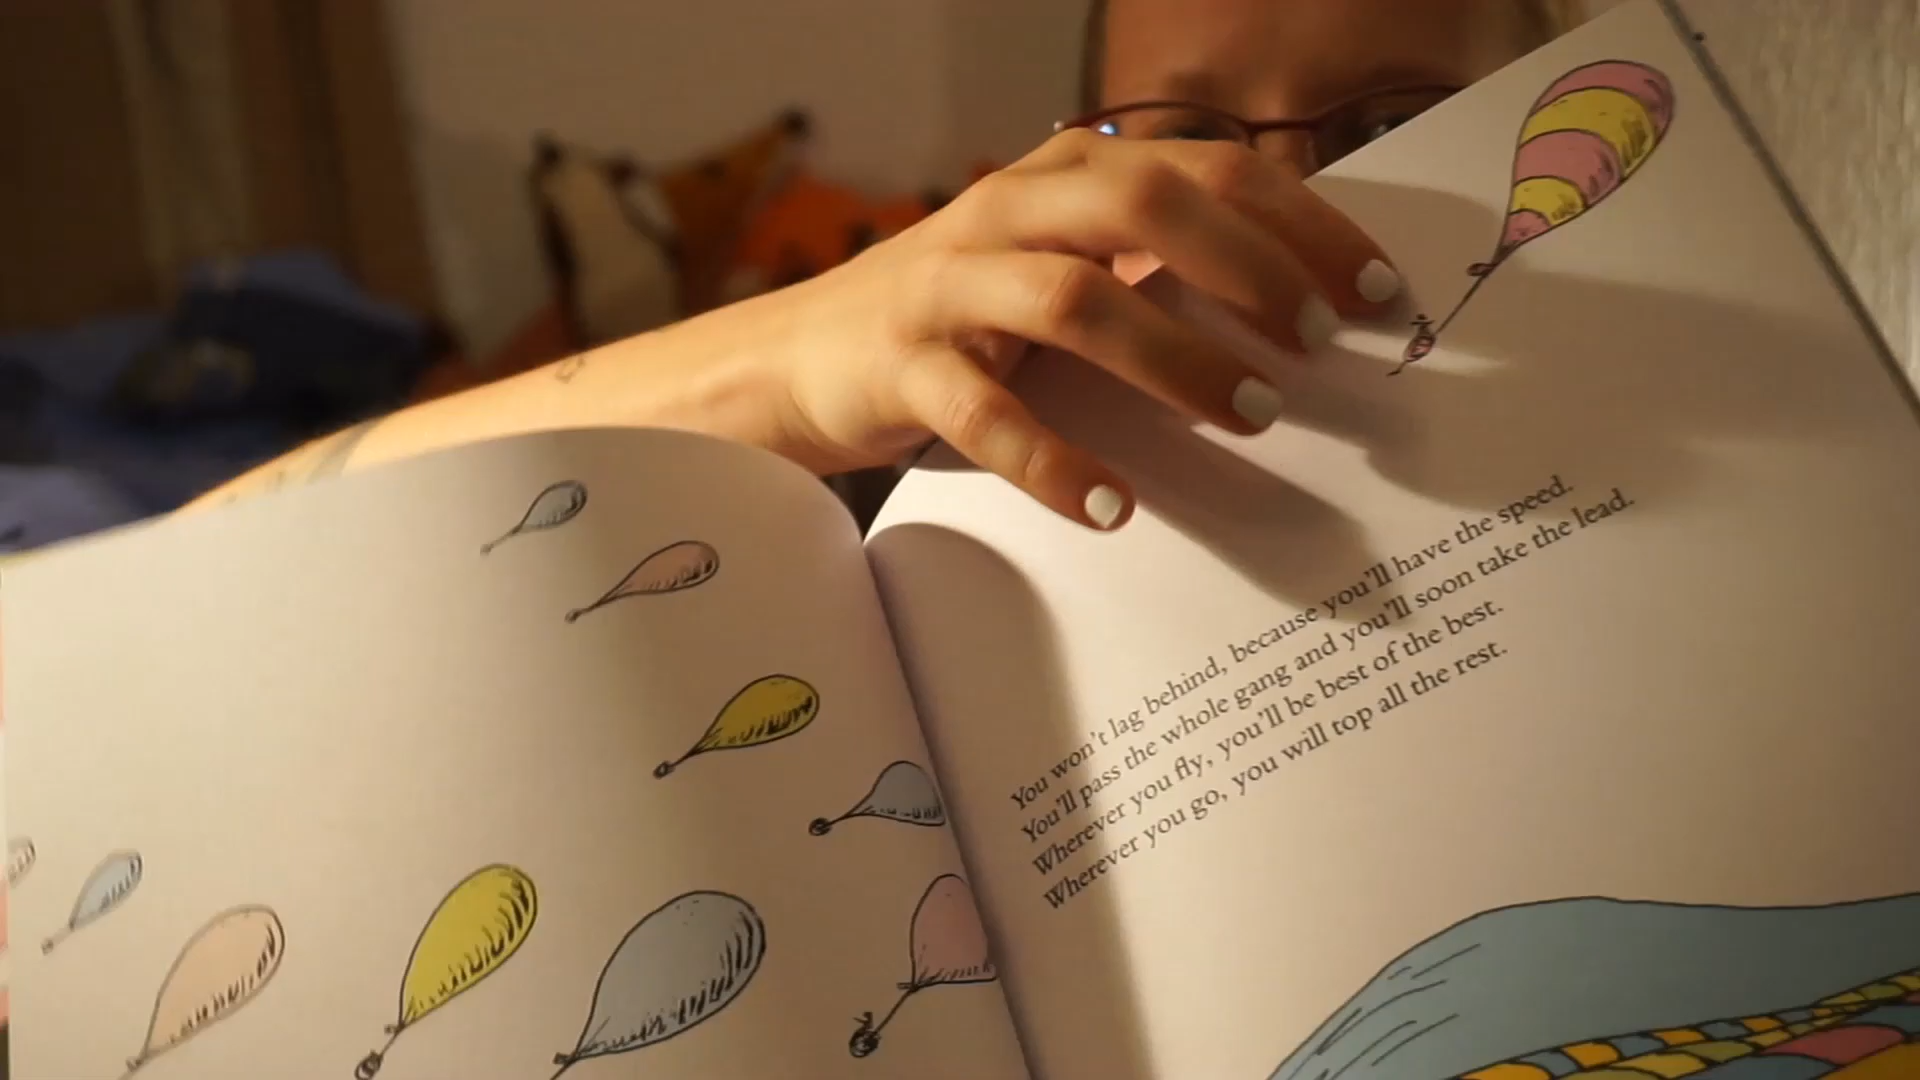 You won't lag behind, because you'll have the speed.
You'll pass the whole gang and you'll soon take the lead.
Wherever you fly, you'll be best of the best.
Wherever you go, you will top all the rest.